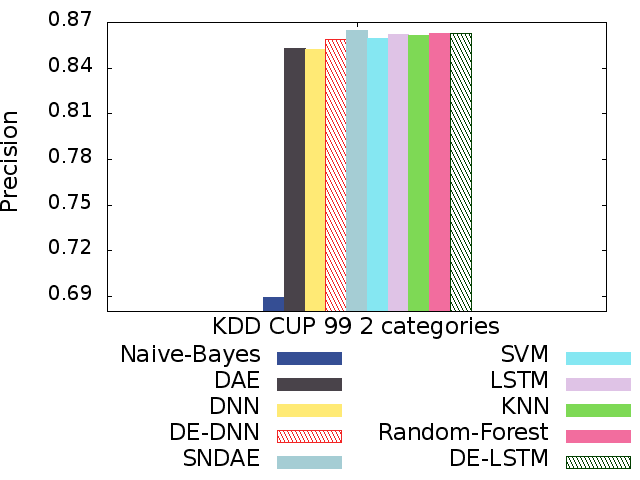 0.87
0.84
0.81
0.78
0.75
0.72
0.69
Precision
KDD CUP 99 2 categories
Naive-Bayes
DAE
DNN
DE-DNN
SNDAE
SVM
LSTM
KNN
Random-Forest
DE-LSTM